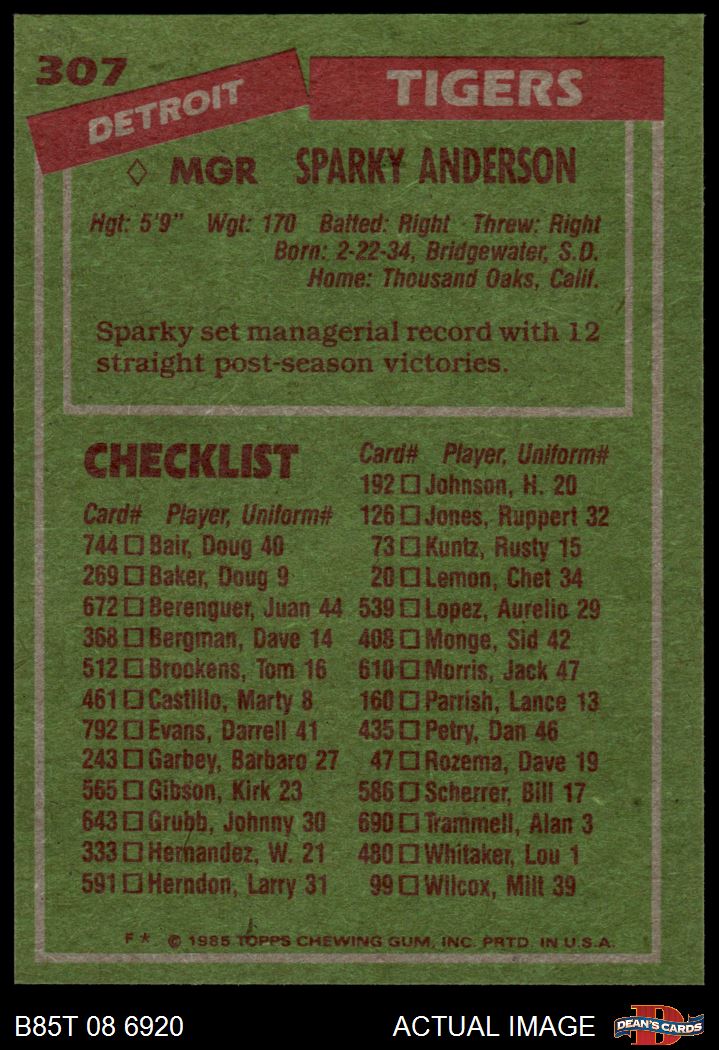 307
DETROIT TIGERS
◇ MGR SPARKY ANDERSON
Hgt: 5'9" Wgt: 170 Batted: Right · Threw: Right
Born: 2-22-34, Bridgewater, S.D.
Home: Thousand Oaks, Calif.
Sparky set managerial record with 12
straight post-season victories.
CHECKLIST
Card# Player, Uniform#
744 □ Bair, Doug 40
269 □ Baker, Doug 9
672 □ Berenguer, Juan 44
368 □ Bergman, Dave 14
512 □ Brookens, Tom 16
461 □ Castillo, Marty 8
792 □ Evans, Darrell 41
243 □ Garbey, Barbaro 27
565 □ Gibson, Kirk 23
643 □ Grubb, Johnny 30
333 □ Hernandez, W. 21
591 □ Herndon, Larry 31
Card# Player, Uniform#
192 □ Johnson, H. 20
126 □ Jones, Ruppert 32
73 □ Kuntz, Rusty 15
20 □ Lemon, Chet 34
539 □ Lopez, Aurelio 29
408 □ Monge, Sid 42
610 □ Morris, Jack 47
160 □ Parrish, Lance 13
435 □ Petry, Dan 46
47 □ Rozema, Dave 19
586 □ Scherrer, Bill 17
690 □ Trammell, Alan 3
480 □ Whitaker, Lou 1
99 □ Wilcox, Milt 39
F * © 1985 TOPPS CHEWING GUM, INC. PRTD. IN U.S.A.
B85T 08 6920 ACTUAL IMAGE DEAN'S CARDS